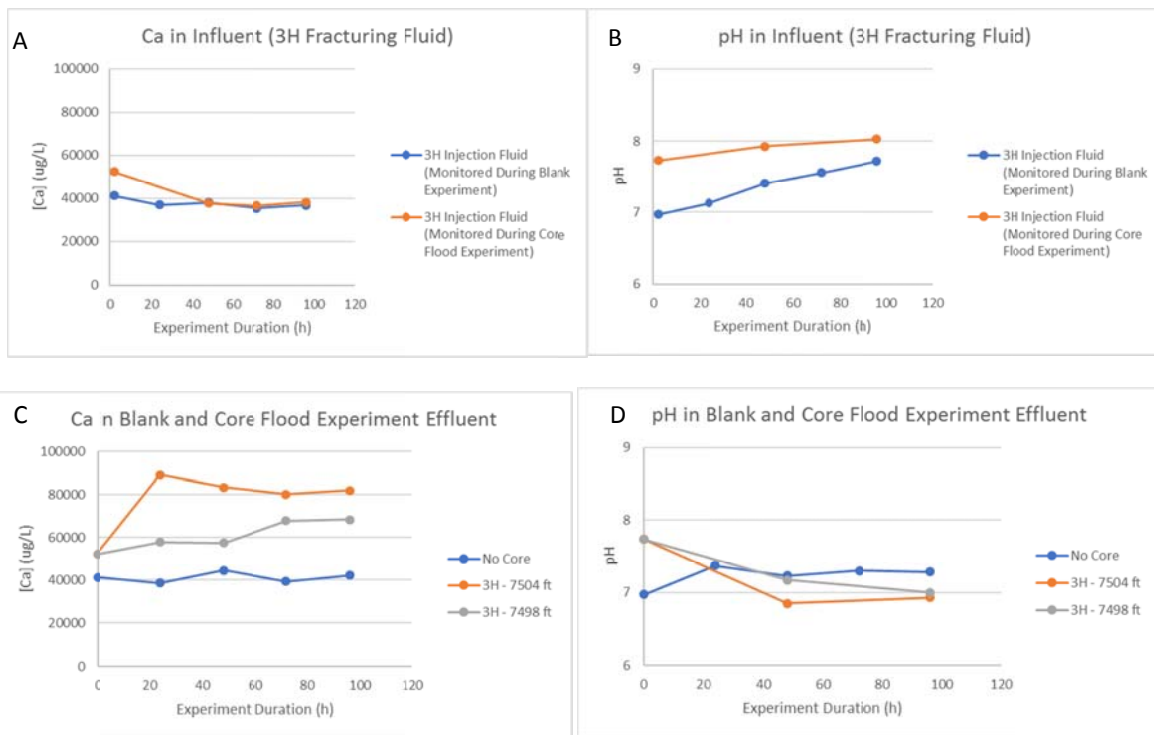 A
Ca in Influent (3H Fracturing Fluid)
100000
80000
60000
40000
20000
0
[Ca] (ug/L)
0 20 40 60 80 100 120
Experiment Duration (h)
3H Injection Fluid
(Monitored During Blank
Experiment)
3H Injection Fluid
(Monitored During Core
Flood Experiment)
B
pH in Influent (3H Fracturing Fluid)
9
8
7
6
pH
0 20 40 60 80 100 120
Experiment Duration (h)
3H Injection Fluid
(Monitored During Blank
Experiment)
3H Injection Fluid
(Monitored During Core
Flood Experiment)
C
Ca n Blank and Core Flood Experiment Effluent
100000
80000
60000
40000
20000
0
[Ca] (ug/L)
0 20 40 60 80 100 120
Experiment Duration (h)
No Core
3H - 7504 ft
3H - 7498 ft
D
pH in Blank and Core Flood Experiment Effluent
9
8
7
6
pH
0 20 40 60 80 100 120
Experiment Duration (h)
No Core
3H - 7504 ft
3H - 7498 ft